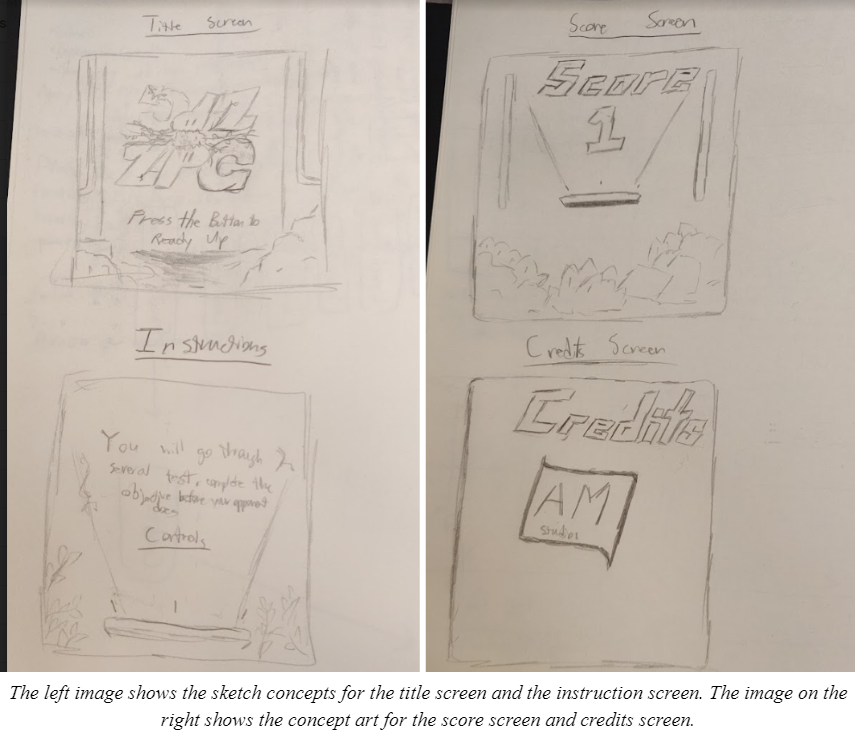 Title Screen
Press the Button to
Ready Up
Instructions
You will go through
several test, complete the
objective before your opponent
does
Controls
Score Screen
Score
1
Credits Screen
Credits
AM
Studios
The left image shows the sketch concepts for the title screen and the instruction screen. The image on the
right shows the concept art for the score screen and credits screen.